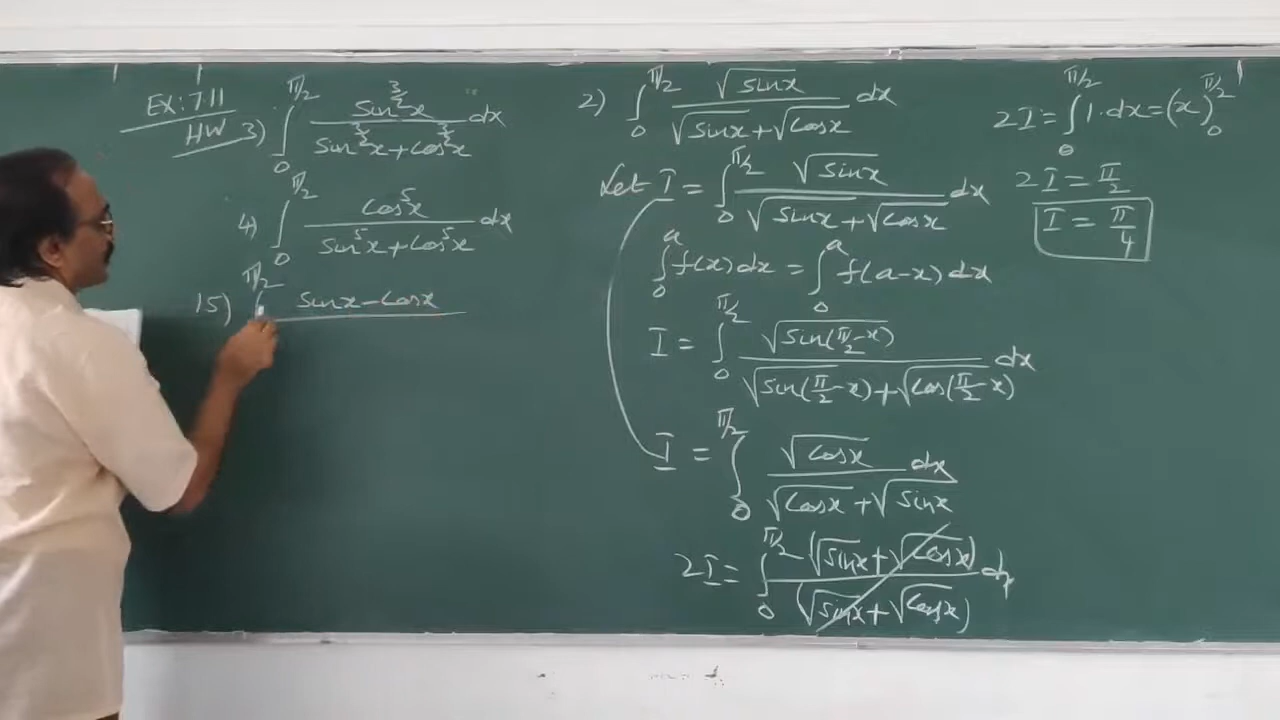 Ex: 7.11
HW 3) ∫₀^(π/2) sin^(3/2)x / (sin^(3/2)x + cos^(3/2)x) dx
4) ∫₀^(π/2) cos⁵x / (sin⁵x + cos⁵x) dx
15) ∫^(π/2) sinx - cosx
2) ∫₀^(π/2) √sinx / (√sinx + √cosx) dx
Let I = ∫₀^(π/2) √sinx / (√sinx + √cosx) dx
∫₀^a f(x) dx = ∫₀^a f(a-x) dx
I = ∫₀^(π/2) √sin(π/2 - x) / (√sin(π/2 - x) + √cos(π/2 - x)) dx
I = ∫₀^(π/2) √cosx / (√cosx + √sinx) dx
2I = ∫₀^(π/2) (√sinx + √cosx) / (√sinx + √cosx) dx
2I = ∫₀^(π/2) 1·dx = (x)₀^(π/2)
2I = π/2
I = π/4